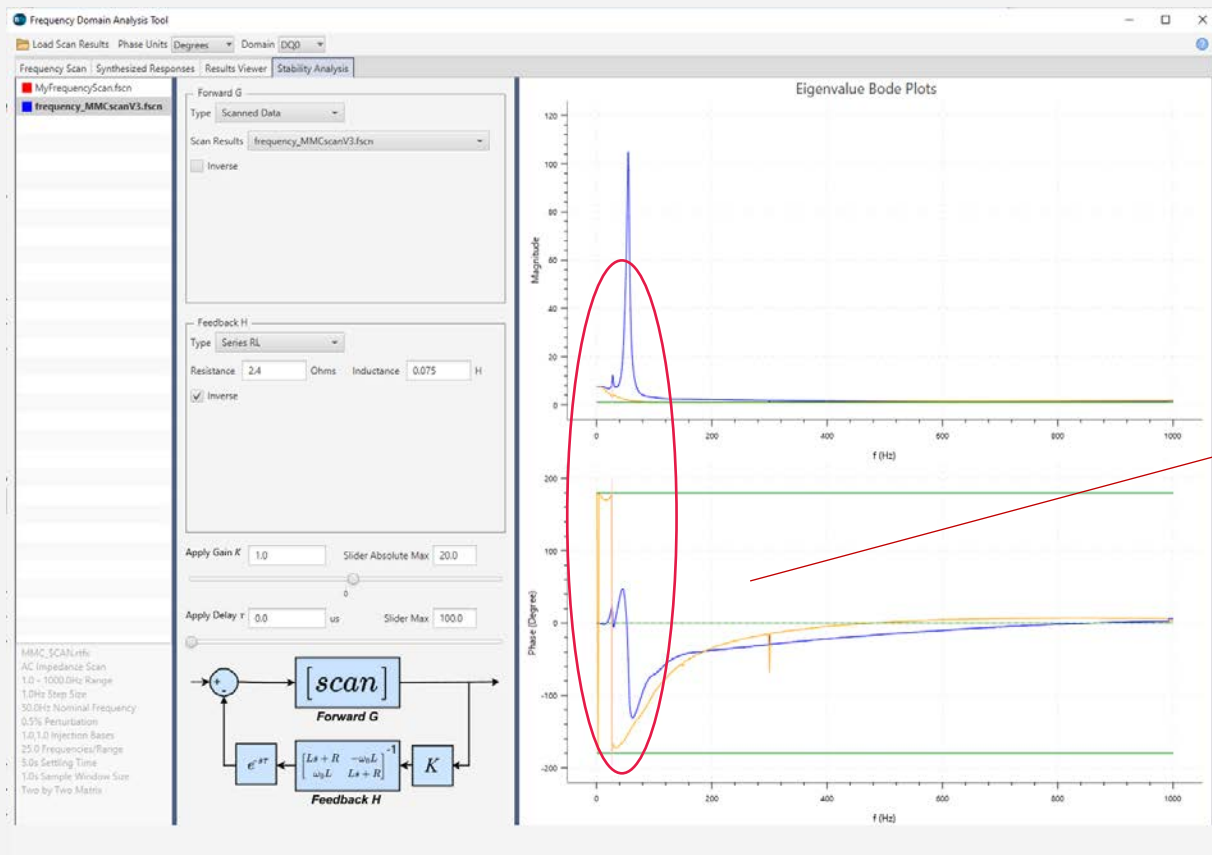 Frequency Domain Analysis Tool
Load Scan Results Phase Units Degrees Domain DQ0
Frequency Scan Synthesized Responses Results Viewer Stability Analysis
MyFrequencyScan.fscn
frequency_MMCscanV3.fscn
Forward G
Type Scanned Data
Scan Results frequency_MMCscanV3.fscn
Inverse
Feedback H
Type Series RL
Resistance 2.4 Ohms Inductance 0.075 H
Inverse
Apply Gain K 1.0 Slider Absolute Max 20.0
0
Apply Delay τ 0.0 us Slider Max 100.0
MMC_SCAN.rtfx
AC Impedance Scan
1.0 - 1000.0Hz Range
1.0Hz Step Size
50.0Hz Nominal Frequency
0.5% Perturbation
1.0,1.0 Injection Bases
25.0 Frequencies/Range
5.0s Settling Time
1.0s Sample Window Size
Two by Two Matrix
+
-
[scan]
Forward G
e^sτ
[Ls + R -ω₀L
ω₀L Ls + R]^-1
K
Feedback H
Eigenvalue Bode Plots
Magnitude
120
100
80
60
40
20
0
0 200 400 600 800 1000
f (Hz)
Phase (Degree)
200
100
0
-100
-200
0 200 400 600 800 1000
f (Hz)